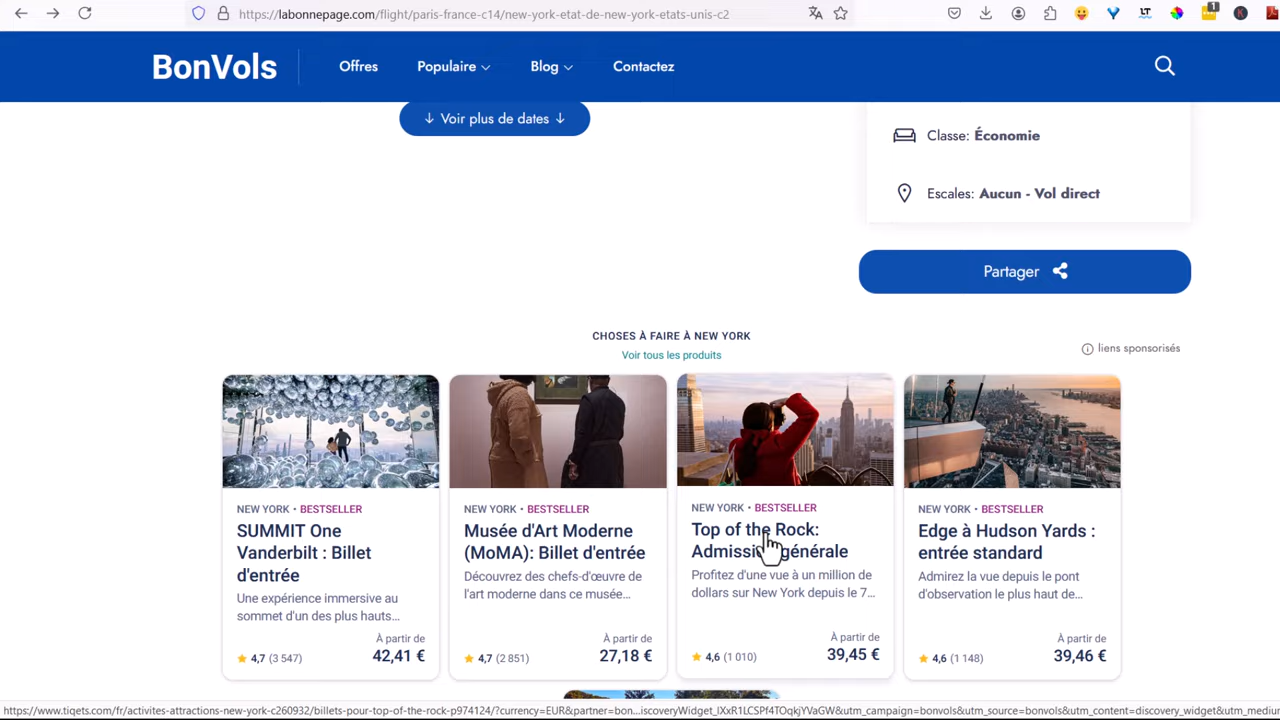 https://labonnepage.com/flight/paris-france-c14/new-york-etat-de-new-york-etats-unis-c2
LT
1
K
BonVols
Offres
Populaire
Blog
Contactez
↓ Voir plus de dates ↓
Classe: Économie
Escales: Aucun - Vol direct
Partager
CHOSES À FAIRE À NEW YORK
Voir tous les produits
liens sponsorisés
NEW YORK • BESTSELLER
SUMMIT One
Vanderbilt : Billet
d'entrée
Une expérience immersive au
sommet d'un des plus hauts…
À partir de
4,7 (3 547)
42,41 €
NEW YORK • BESTSELLER
Musée d'Art Moderne
(MoMA): Billet d'entrée
Découvrez des chefs-d'œuvre de
l'art moderne dans ce musée…
À partir de
4,7 (2 851)
27,18 €
NEW YORK • BESTSELLER
Top of the Rock:
Admission générale
Profitez d'une vue à un million de
dollars sur New York depuis le 7…
À partir de
4,6 (1 010)
39,45 €
NEW YORK • BESTSELLER
Edge à Hudson Yards :
entrée standard
Admirez la vue depuis le pont
d'observation le plus haut de…
À partir de
4,6 (1 148)
39,46 €
https://www.tiqets.com/fr/activites-attractions-new-york-c260932/billets-pour-top-of-the-rock-p974124/?currency=EUR&partner=bon…iscoveryWidget_lXxR1LCSPf4TOqkjYVaGW&utm_campaign=bonvols&utm_source=bonvols&utm_content=discovery_widget&utm_medium